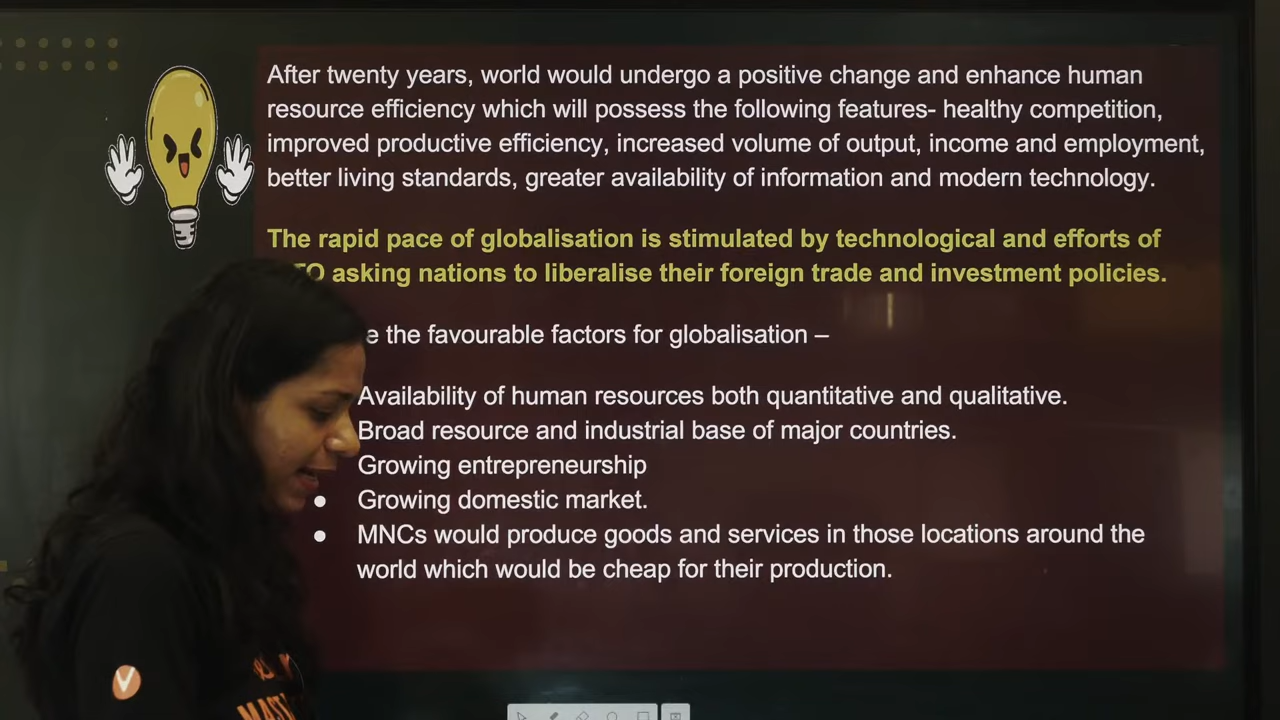 After twenty years, world would undergo a positive change and enhance human
resource efficiency which will possess the following features- healthy competition,
improved productive efficiency, increased volume of output, income and employment,
better living standards, greater availability of information and modern technology.
The rapid pace of globalisation is stimulated by technological and efforts of
asking nations to liberalise their foreign trade and investment policies.
the favourable factors for globalisation –
Availability of human resources both quantitative and qualitative.
Broad resource and industrial base of major countries.
Growing entrepreneurship
● Growing domestic market.
● MNCs would produce goods and services in those locations around the
world which would be cheap for their production.
V